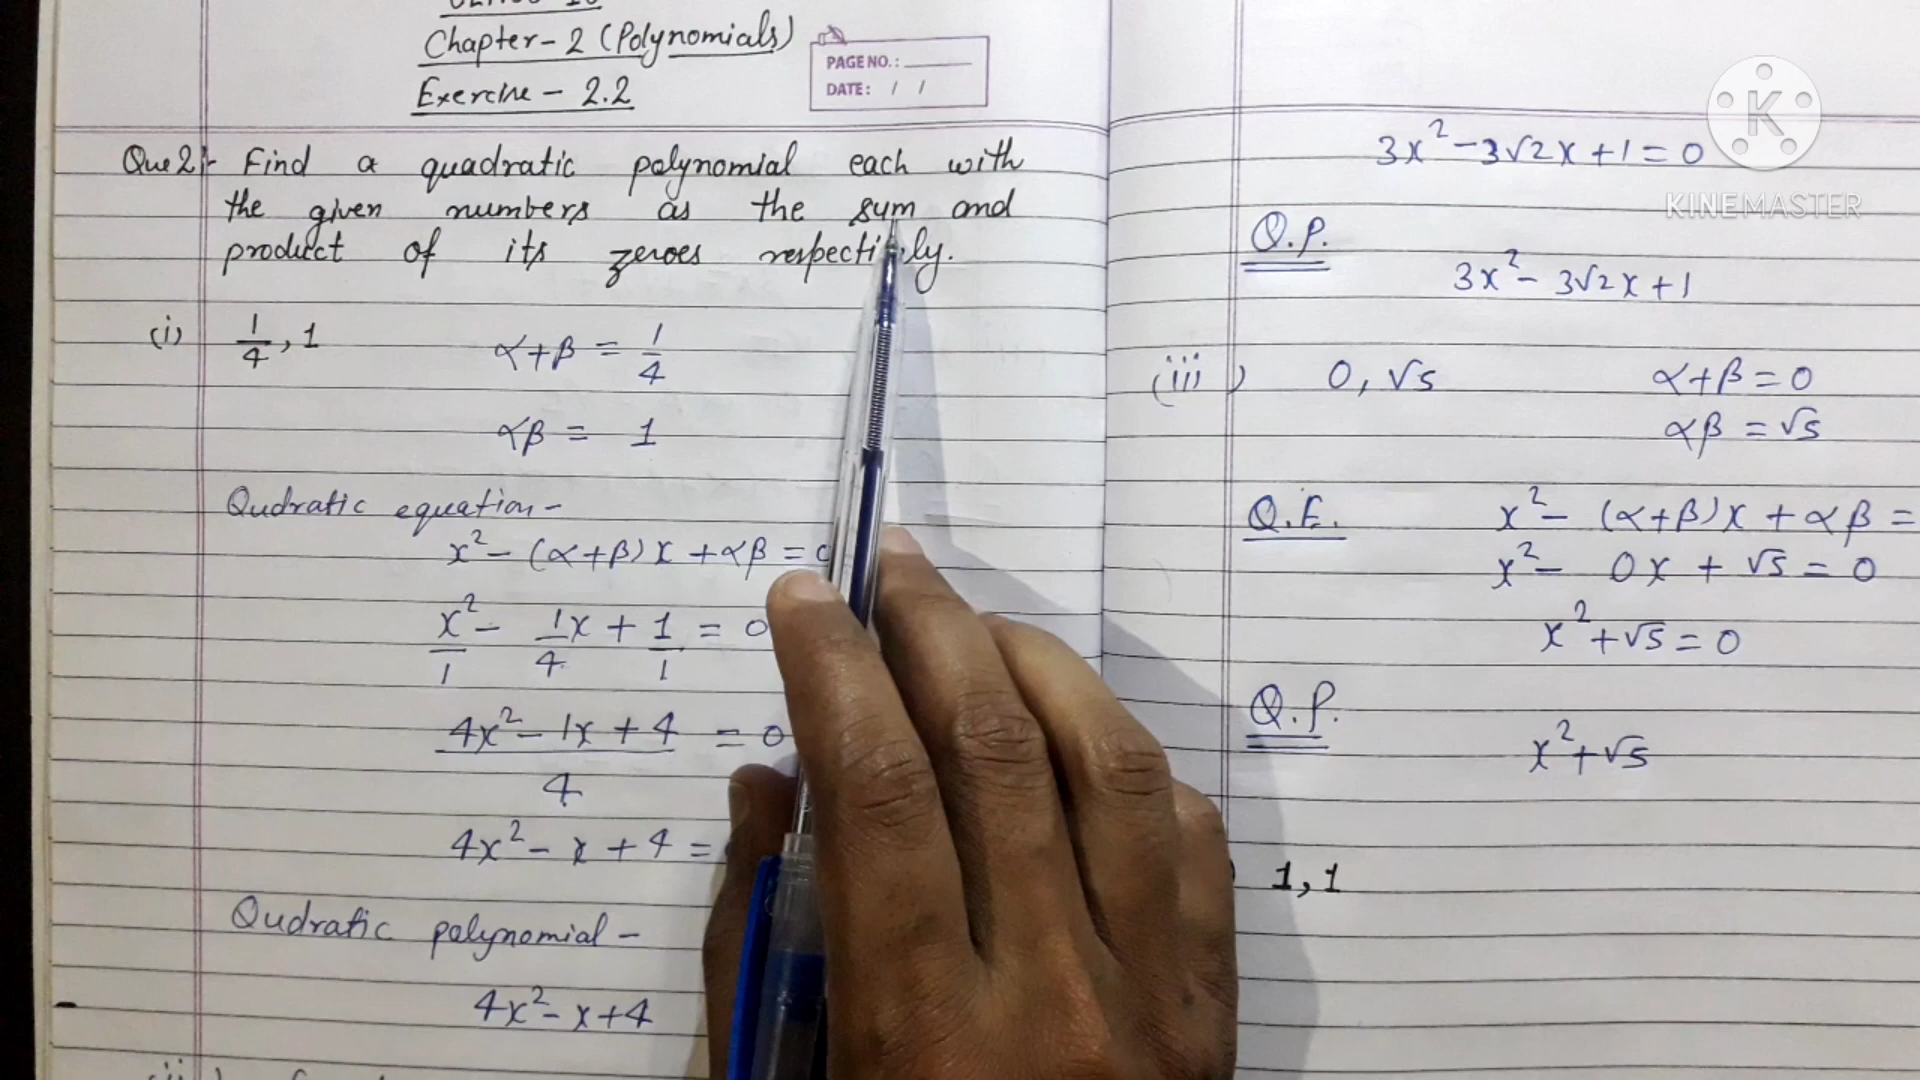 Chapter - 2 (Polynomials)
Exercise - 2.2
PAGE NO.:
DATE: / /
Que 2:- Find a quadratic polynomial each with
the given numbers as the sum and
product of its zeroes respectively.
(i) 1/4, 1 α+β = 1/4
αβ = 1
Qudratic equation -
x² - (α+β)x + αβ =
x²/1 - 1/4 x + 1/1 = 0
4x² - 1x + 4 / 4 = 0
4x² - x + 4 =
Qudratic polynomial -
4x² - x + 4
3x² - 3√2x + 1 = 0
Q.P.
3x² - 3√2x + 1
(iii) 0, √5 α+β = 0
αβ = √5
Q.E. x² - (α+β)x + αβ =
x² - 0x + √5 = 0
x² + √5 = 0
Q.P.
x² + √5
1, 1
K
KINEMASTER